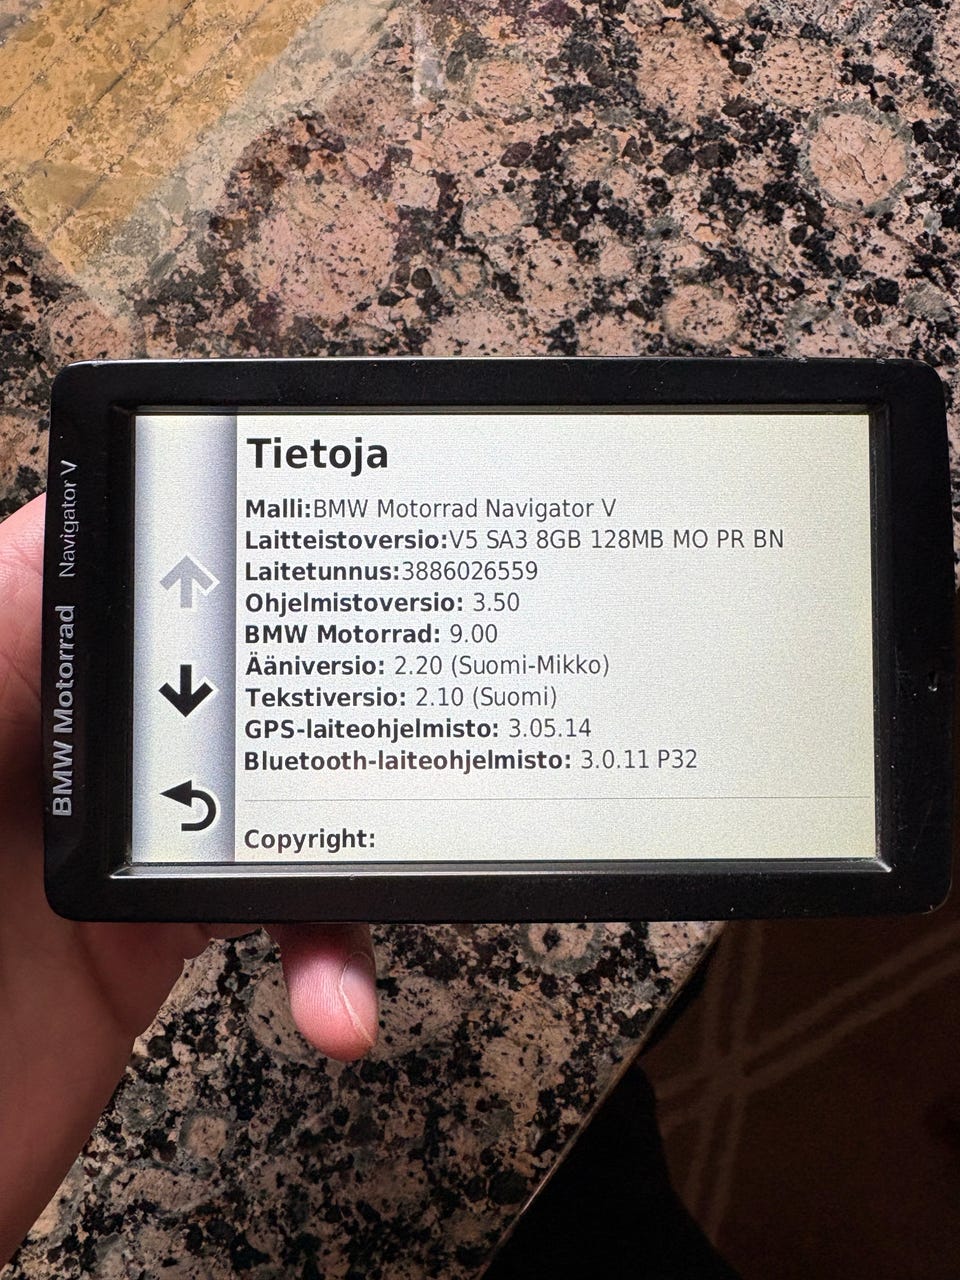 Tietoja
Malli:BMW Motorrad Navigator V
Laitteistoversio:V5 SA3 8GB 128MB MO PR BN
Laitetunnus:3886026559
Ohjelmistoversio: 3.50
BMW Motorrad: 9.00
Ääniversio: 2.20 (Suomi-Mikko)
Tekstiversio: 2.10 (Suomi)
GPS-laiteohjelmisto: 3.05.14
Bluetooth-laiteohjelmisto: 3.0.11 P32
Copyright:
BMW Motorrad Navigator V